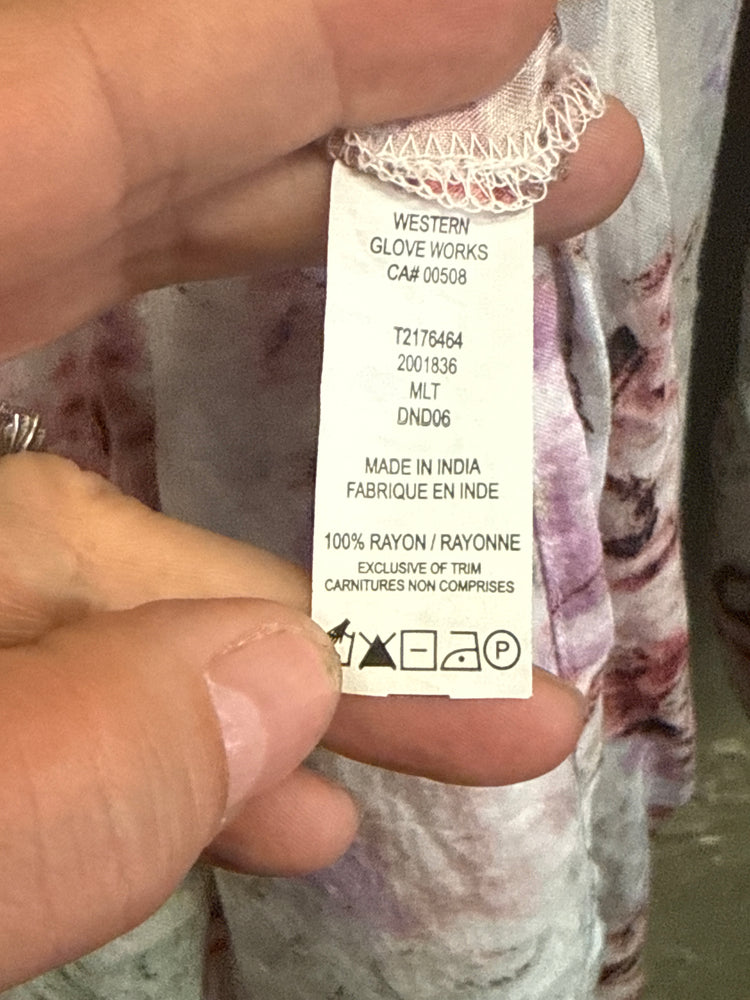 WESTERN
GLOVE WORKS
CA# 00508
T2176464
2001836
MLT
DND06
MADE IN INDIA
FABRIQUE EN INDE
100% RAYON / RAYONNE
EXCLUSIVE OF TRIM
CARNITURES NON COMPRISES
P